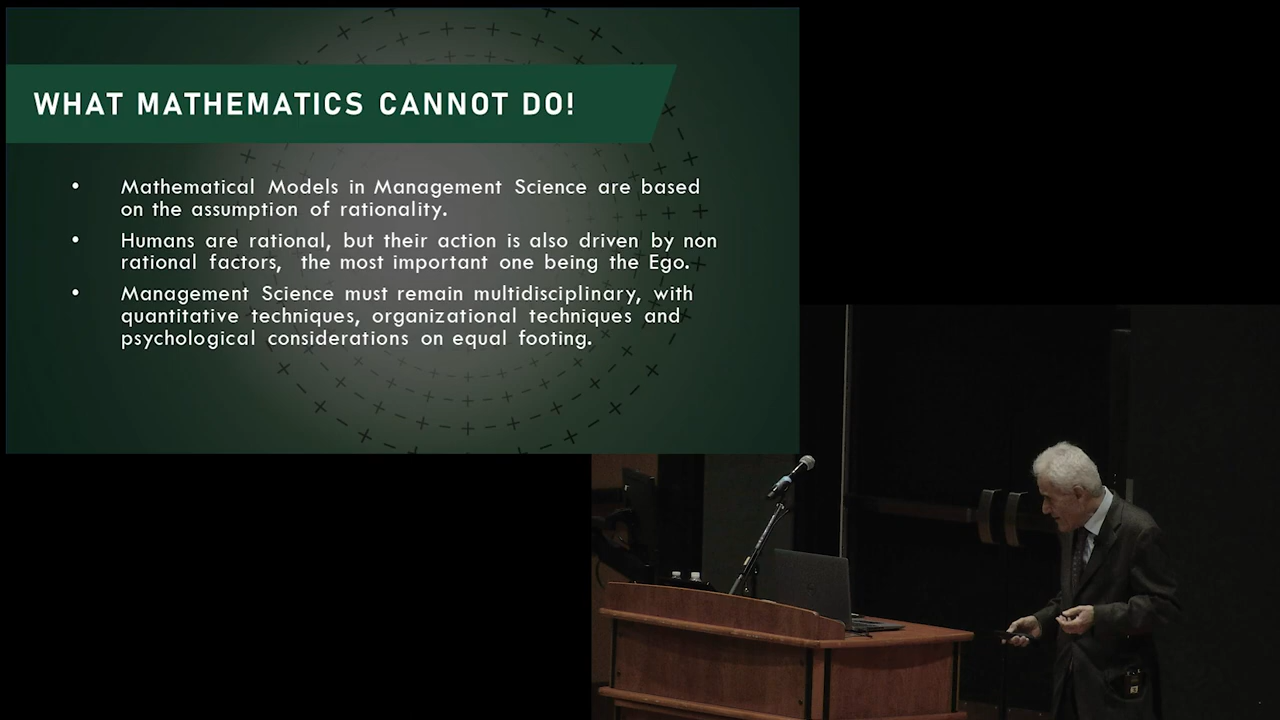 WHAT MATHEMATICS CANNOT DO!
• Mathematical Models in Management Science are based
on the assumption of rationality.
• Humans are rational, but their action is also driven by non
rational factors, the most important one being the Ego.
• Management Science must remain multidisciplinary, with
quantitative techniques, organizational techniques and
psychological considerations on equal footing.